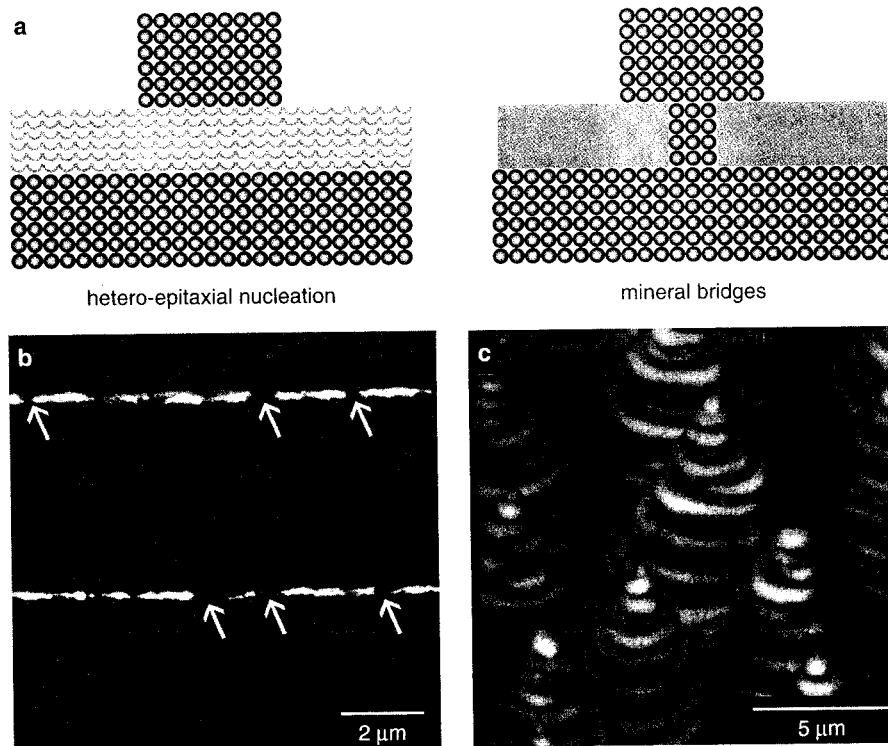 a
hetero-epitaxial nucleation
mineral bridges
b
c
2 μm
5 μm